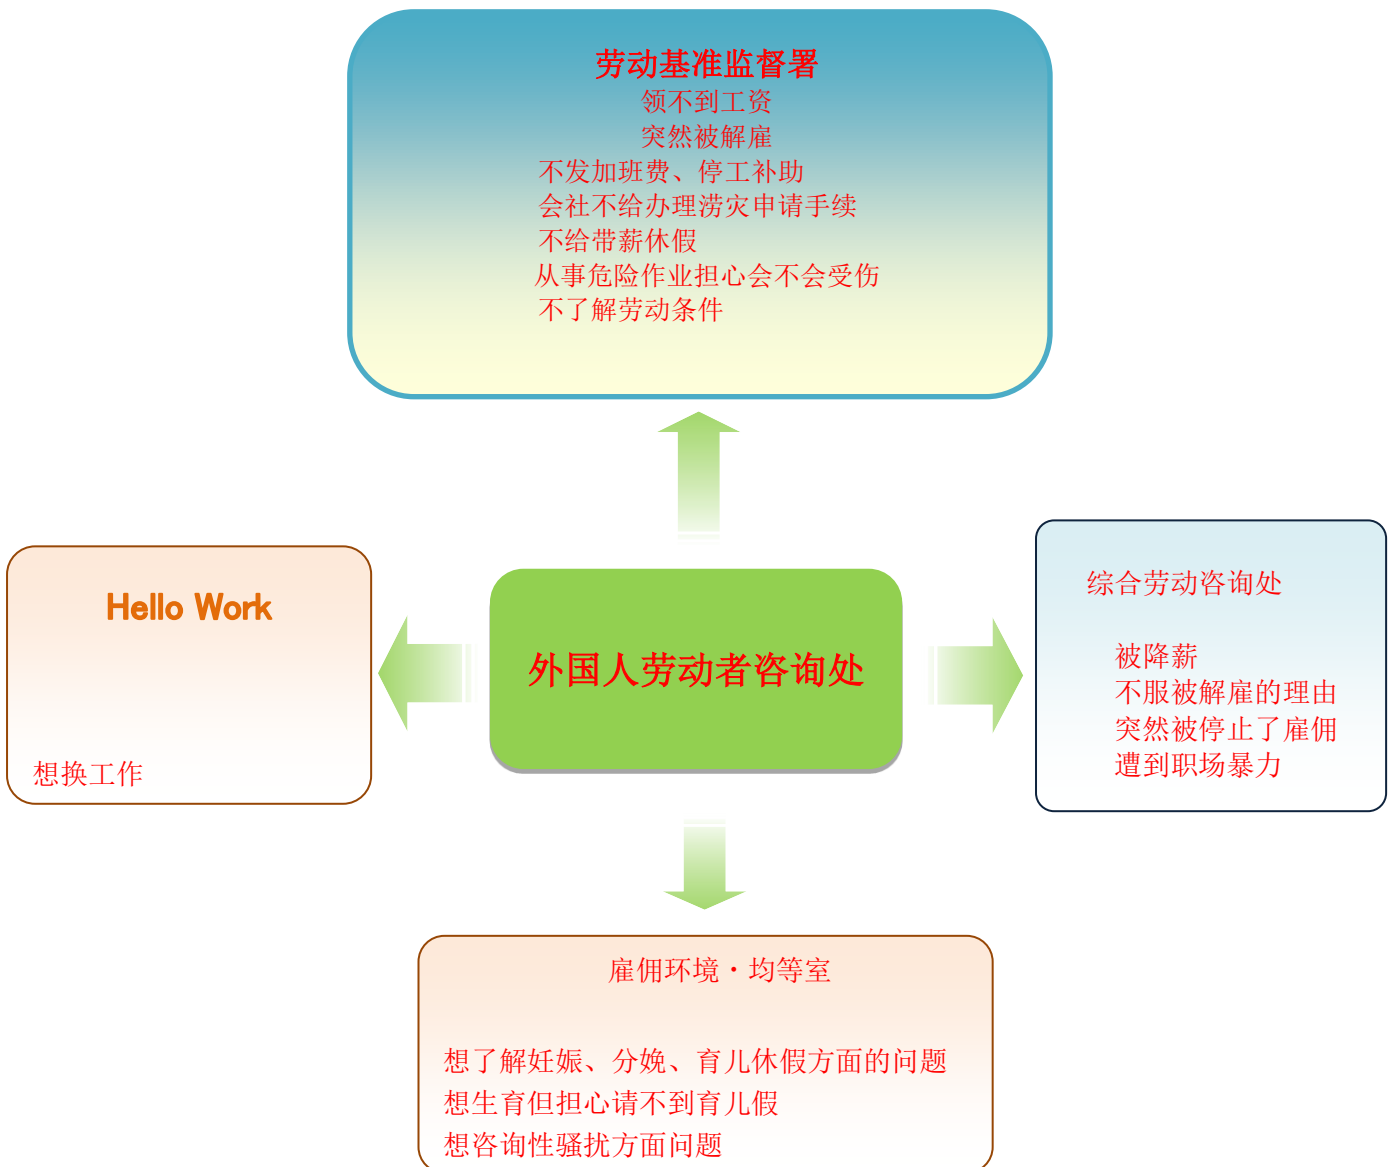 劳动基准监督署
领不到工资
突然被解雇
不发加班费、停工补助
会社不给办理涝灾申请手续
不给带薪休假
从事危险作业担心会不会受伤
不了解劳动条件
Hello Work
想换工作
外国人劳动者咨询处
综合劳动咨询处
被降薪
不服被解雇的理由
突然被停止了雇佣
遭到职场暴力
雇佣环境・均等室
想了解妊娠、分娩、育儿休假方面的问题
想生育但担心请不到育儿假
想咨询性骚扰方面问题